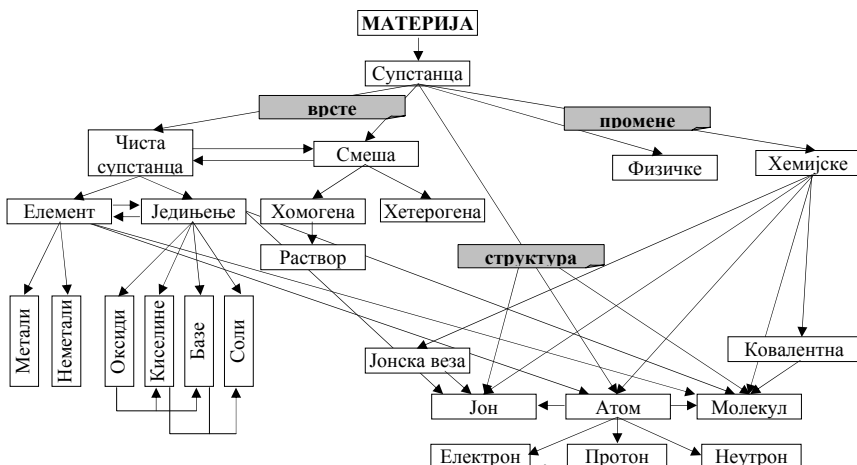 МАТЕРИЈА
Супстанца
врсте
промене
Чиста
супстанца
Смеша
Физичке
Хемијске
Елемент
Једињење
Хомогена
Хетерогена
Раствор
структура
Метали
Неметали
Оксиди
Киселине
Базе
Соли
Јонска веза
Ковалентна
Јон
Атом
Молекул
Електрон
Протон
Неутрон